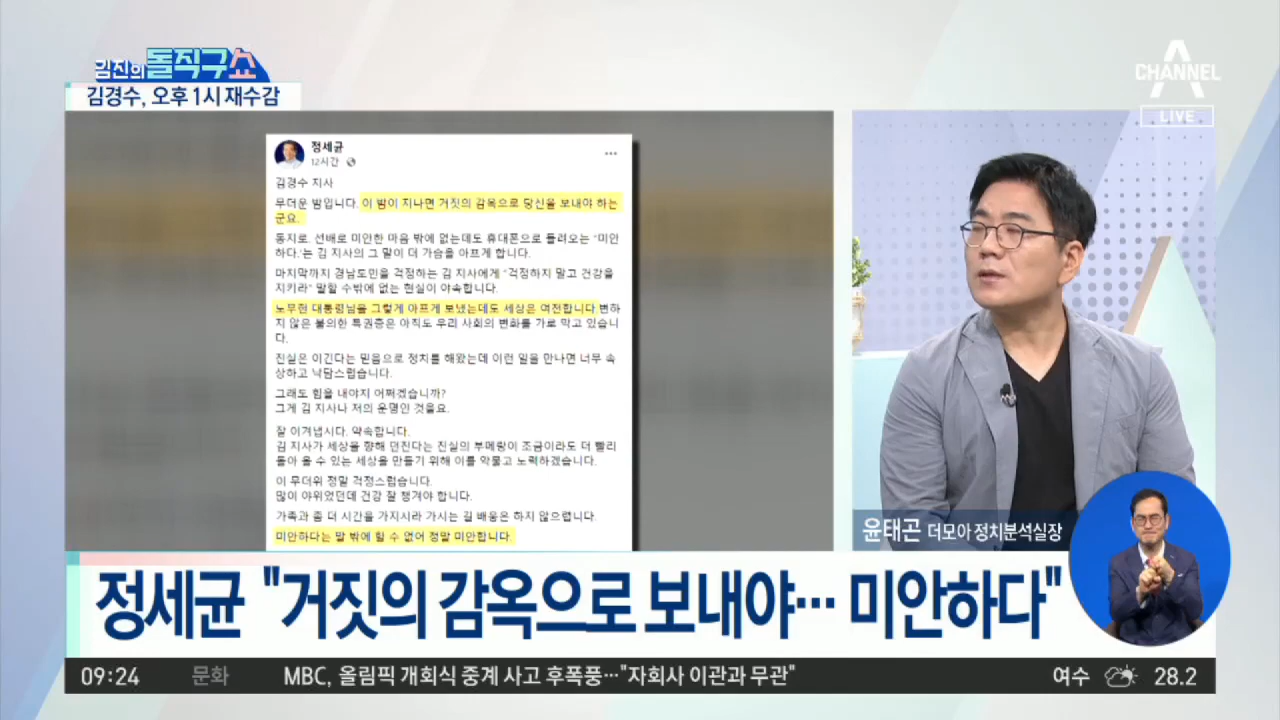 김진의 돌직구쇼
김경수, 오후 1시 재수감
CHANNEL A
LIVE
정세균
12시간
김경수 지사
무더운 밤입니다. 이 밤이 지나면 거짓의 감옥으로 당신을 보내야 하는
군요.
동지로. 선배로 미안한 마음 밖에 없는데도 휴대폰으로 들려오는 "미안
하다.'는 김 지사의 그 말이 더 가슴을 아프게 합니다.
마지막까지 경남도민을 걱정하는 김 지사에게 "걱정하지 말고 건강을
지키라" 말할 수밖에 없는 현실이 야속합니다.
노무현 대통령님을 그렇게 아프게 보냈는데도 세상은 여전합니다 변하
지 않은 불의한 특권층은 아직도 우리 사회의 변화를 가로 막고 있습니
다.
진실은 이긴다는 믿음으로 정치를 해왔는데 이런 일을 만나면 너무 속
상하고 낙담스럽습니다.
그래도 힘을 내야지 어쩌겠습니까?
그게 김 지사나 저의 운명인 것을요.
잘 이겨냅시다. 약속합니다.
김 지사가 세상을 향해 던진다는 진실의 부메랑이 조금이라도 더 빨리
돌아 올 수 있는 세상을 만들기 위해 이를 악물고 노력하겠습니다.
이 무더위 정말 걱정스럽습니다.
많이 야위었던데 건강 잘 챙겨야 합니다.
가족과 좀 더 시간을 가지시라 가시는 길 배웅은 하지 않으렵니다.
미안하다는 말 밖에 할 수 없어 정말 미안합니다.
윤태곤 더모아 정치분석실장
정세균 "거짓의 감옥으로 보내야… 미안하다"
09:24 문화 MBC, 올림픽 개회식 중계 사고 후폭풍…"자회사 이관과 무관" 여수 28.2